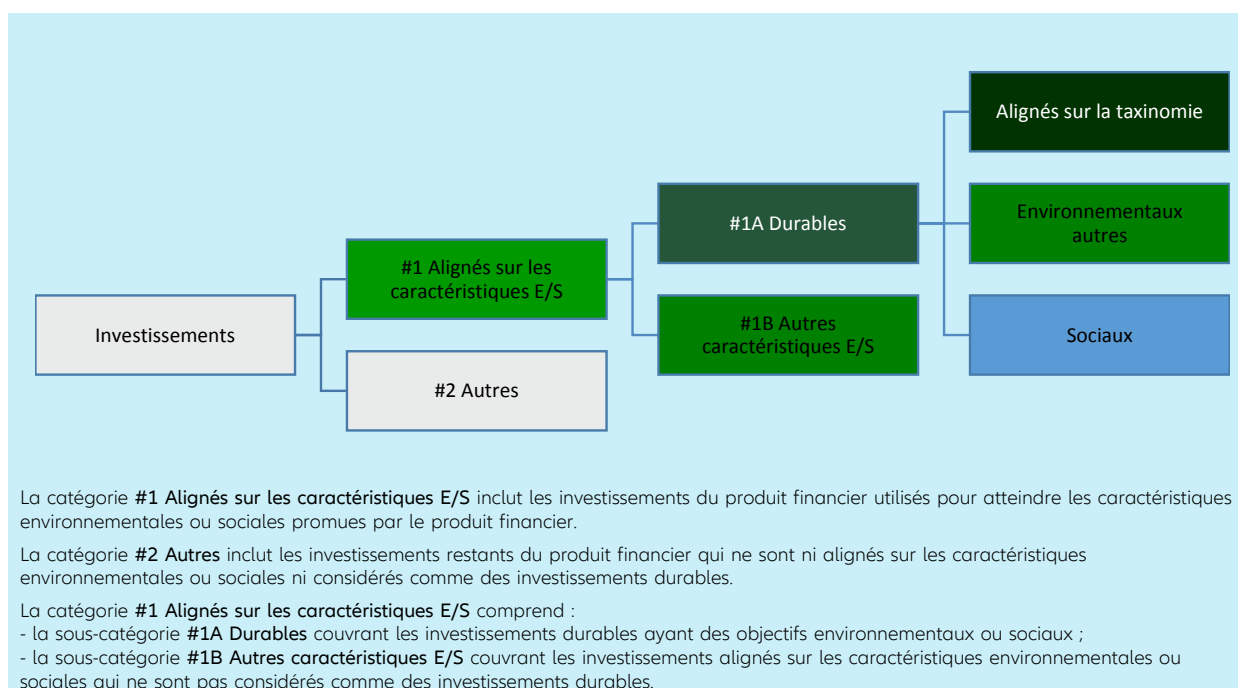 Alignés sur la taxinomie
#1A Durables
Environnementaux
autres
#1 Alignés sur les
caractéristiques E/S
Investissements
#1B Autres
caractéristiques E/S
Sociaux
#2 Autres
La catégorie #1 Alignés sur les caractéristiques E/S inclut les investissements du produit financier utilisés pour atteindre les caractéristiques
environnementales ou sociales promues par le produit financier.
La catégorie #2 Autres inclut les investissements restants du produit financier qui ne sont ni alignés sur les caractéristiques
environnementales ou sociales ni considérés comme des investissements durables.
La catégorie #1 Alignés sur les caractéristiques E/S comprend :
- la sous-catégorie #1A Durables couvrant les investissements durables ayant des objectifs environnementaux ou sociaux ;
- la sous-catégorie #1B Autres caractéristiques E/S couvrant les investissements alignés sur les caractéristiques environnementales ou
sociales qui ne sont pas considérés comme des investissements durables.